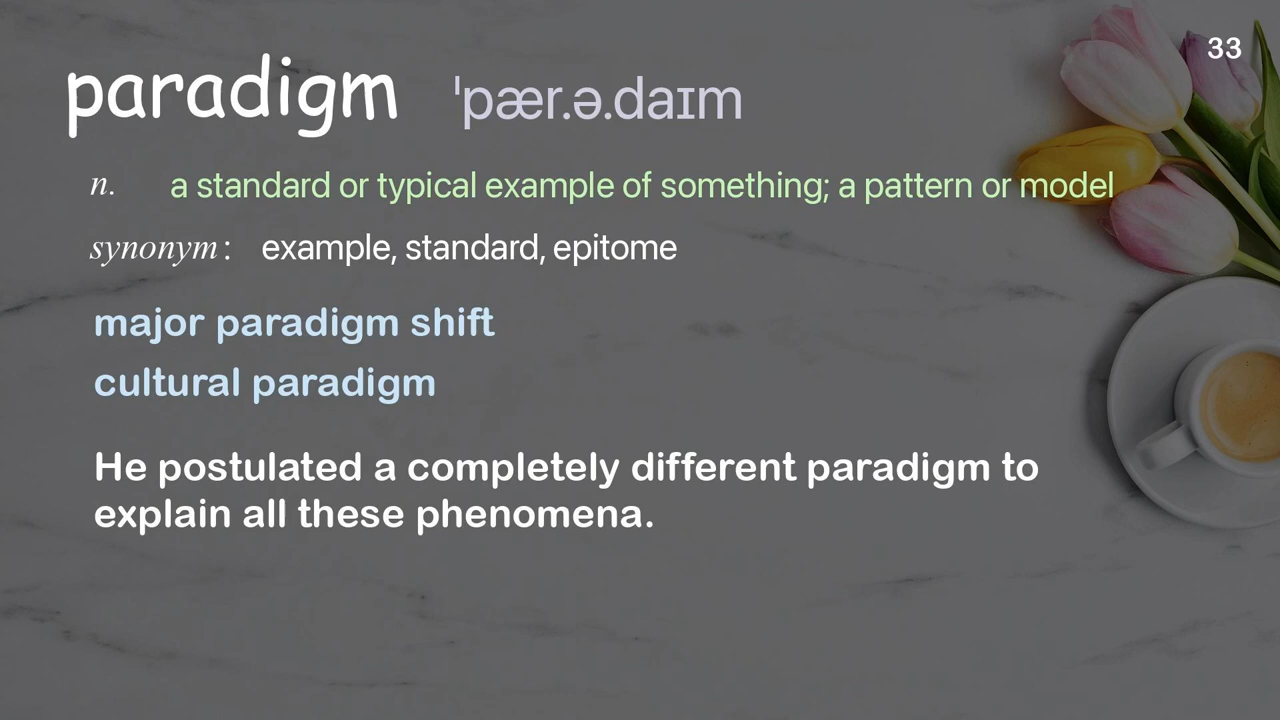 33
paradigm ˈpær.ə.daɪm
n. a standard or typical example of something; a pattern or model
synonym: example, standard, epitome
major paradigm shift
cultural paradigm
He postulated a completely different paradigm to
explain all these phenomena.